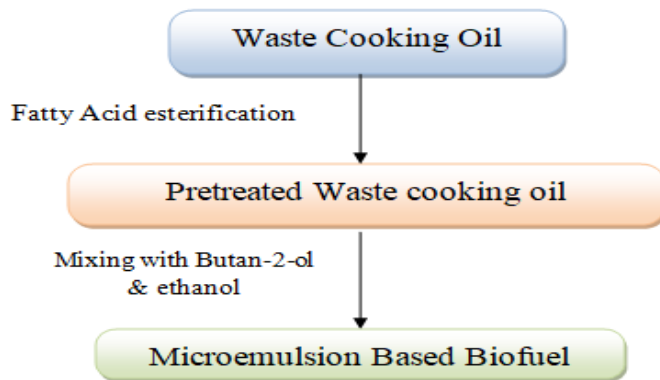 Waste Cooking Oil
Fatty Acid esterification
Pretreated Waste cooking oil
Mixing with Butan-2-ol
& ethanol
Microemulsion Based Biofuel